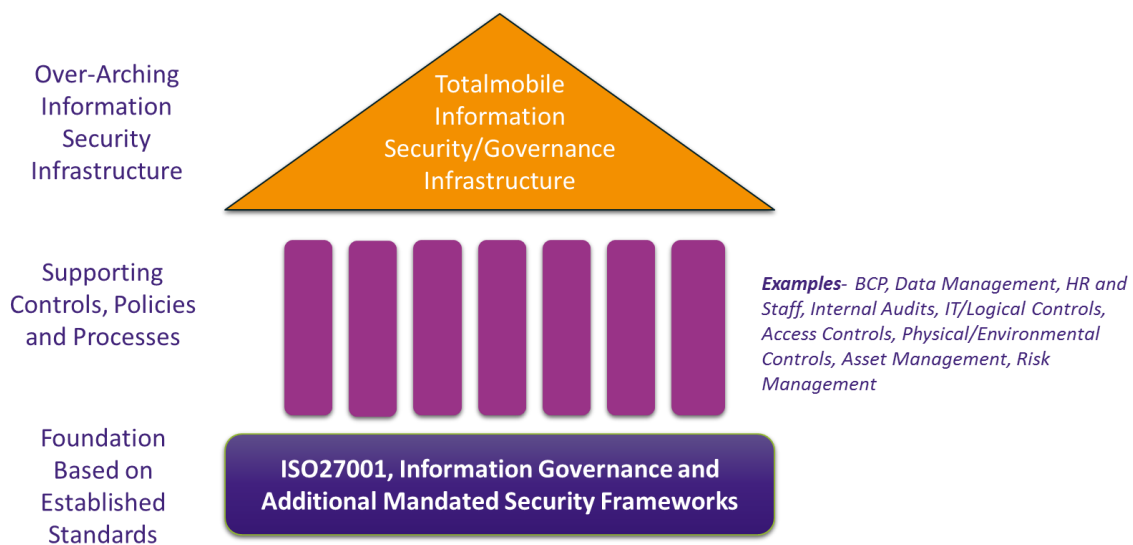 Over-Arching
Information
Security
Infrastructure
Totalmobile
Information
Security/Governance
Infrastructure
Supporting
Controls, Policies
and Processes
Examples- BCP, Data Management, HR and
Staff, Internal Audits, IT/Logical Controls,
Access Controls, Physical/Environmental
Controls, Asset Management, Risk
Management
Foundation
Based on
Established
Standards
ISO27001, Information Governance and
Additional Mandated Security Frameworks